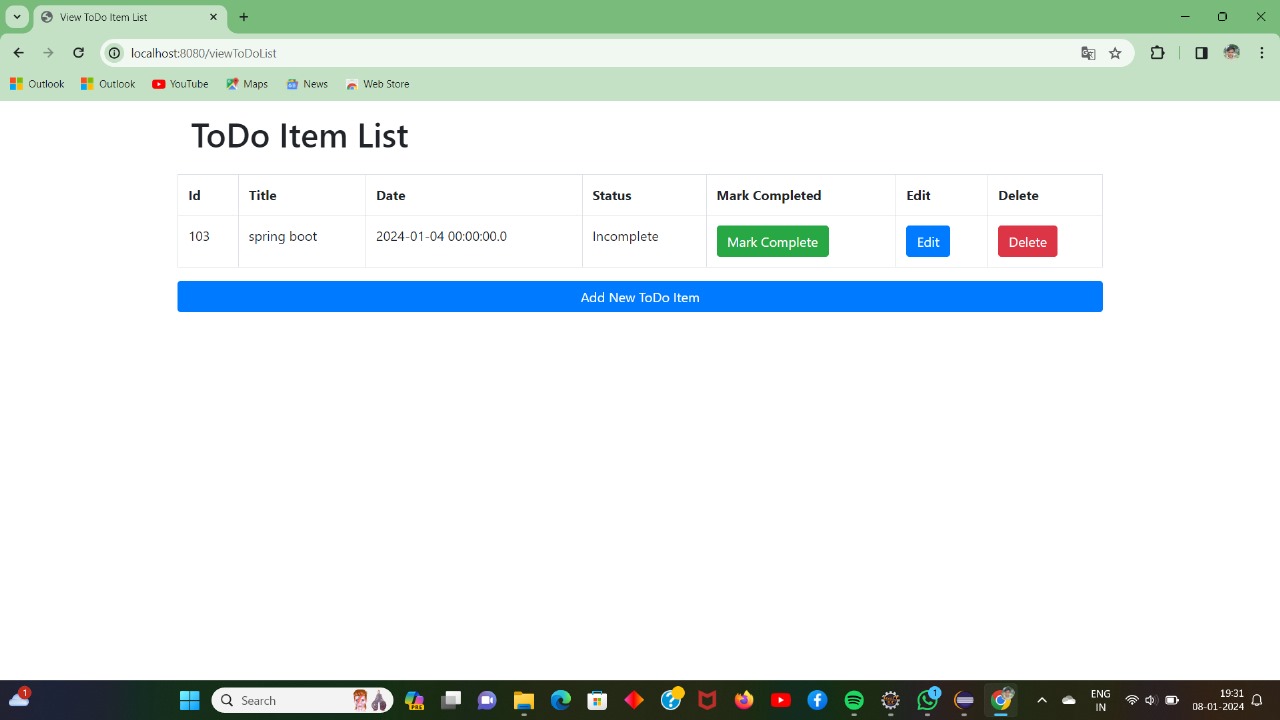 View ToDo Item List
localhost:8080/viewToDoList
Outlook Outlook YouTube Maps News Web Store
ToDo Item List
Id Title Date Status Mark Completed Edit Delete
103 spring boot 2024-01-04 00:00:00.0 Incomplete Mark Complete Edit Delete
Add New ToDo Item
1 Search PRE 1 ENG 19:31
IN 08-01-2024